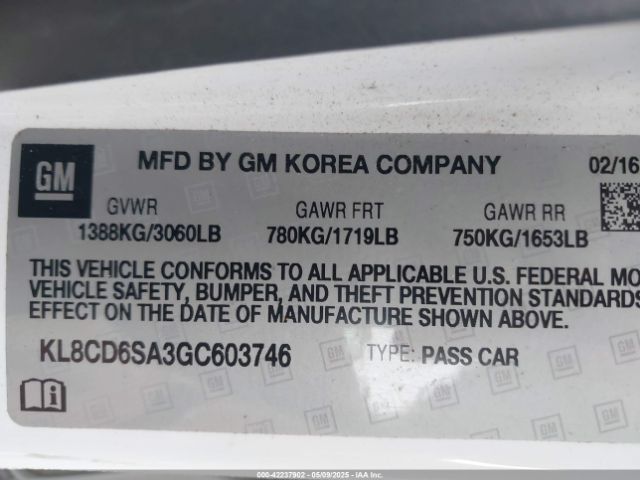 GM
MFD BY GM KOREA COMPANY
02/16
GVWR
GAWR FRT
GAWR RR
1388KG/3060LB
780KG/1719LB
750KG/1653LB
THIS VEHICLE CONFORMS TO ALL APPLICABLE U.S. FEDERAL MO
VEHICLE SAFETY, BUMPER, AND THEFT PREVENTION STANDARDS
EFFECT ON THE DATE OF MANUFACTURE SHOWN ABOVE.
KL8CD6SA3GC603746
TYPE: PASS CAR
000-42237902 - 05/09/2025 - IAAI.COM